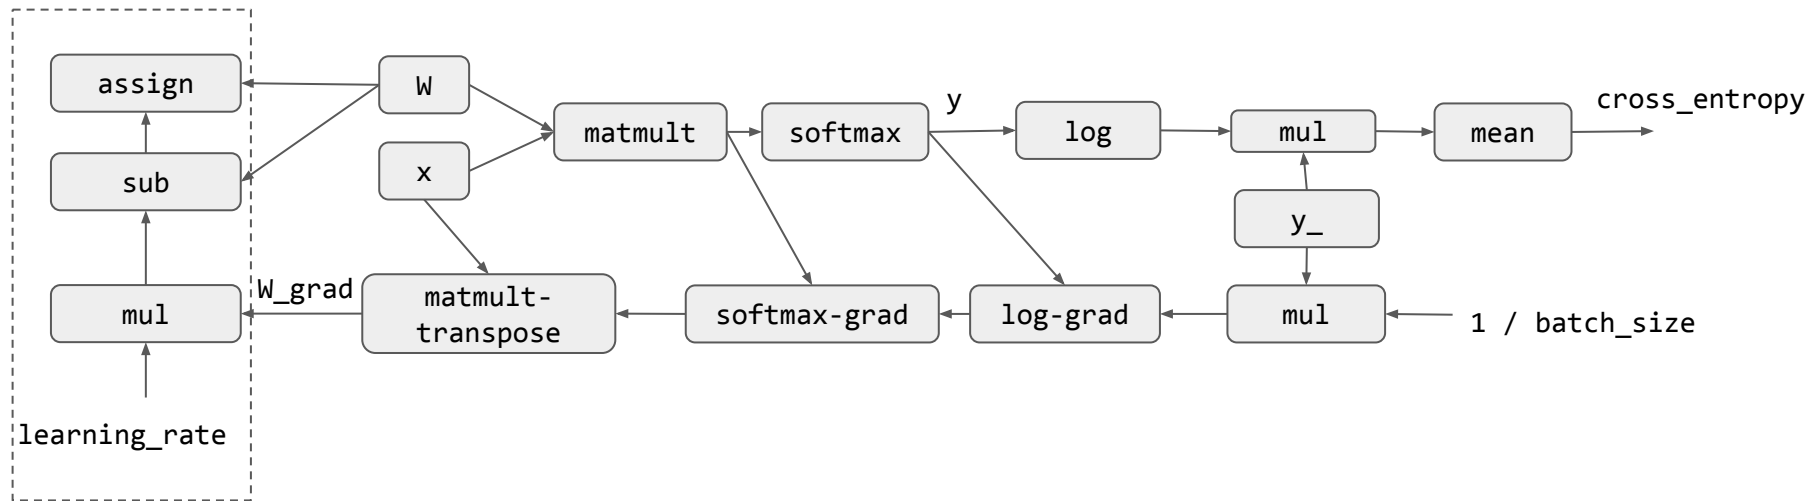 assign
W
matmult
softmax
y
log
mul
mean
cross_entropy
x
sub
y_
mul
W_grad
matmult-
transpose
softmax-grad
log-grad
mul
1 / batch_size
learning_rate